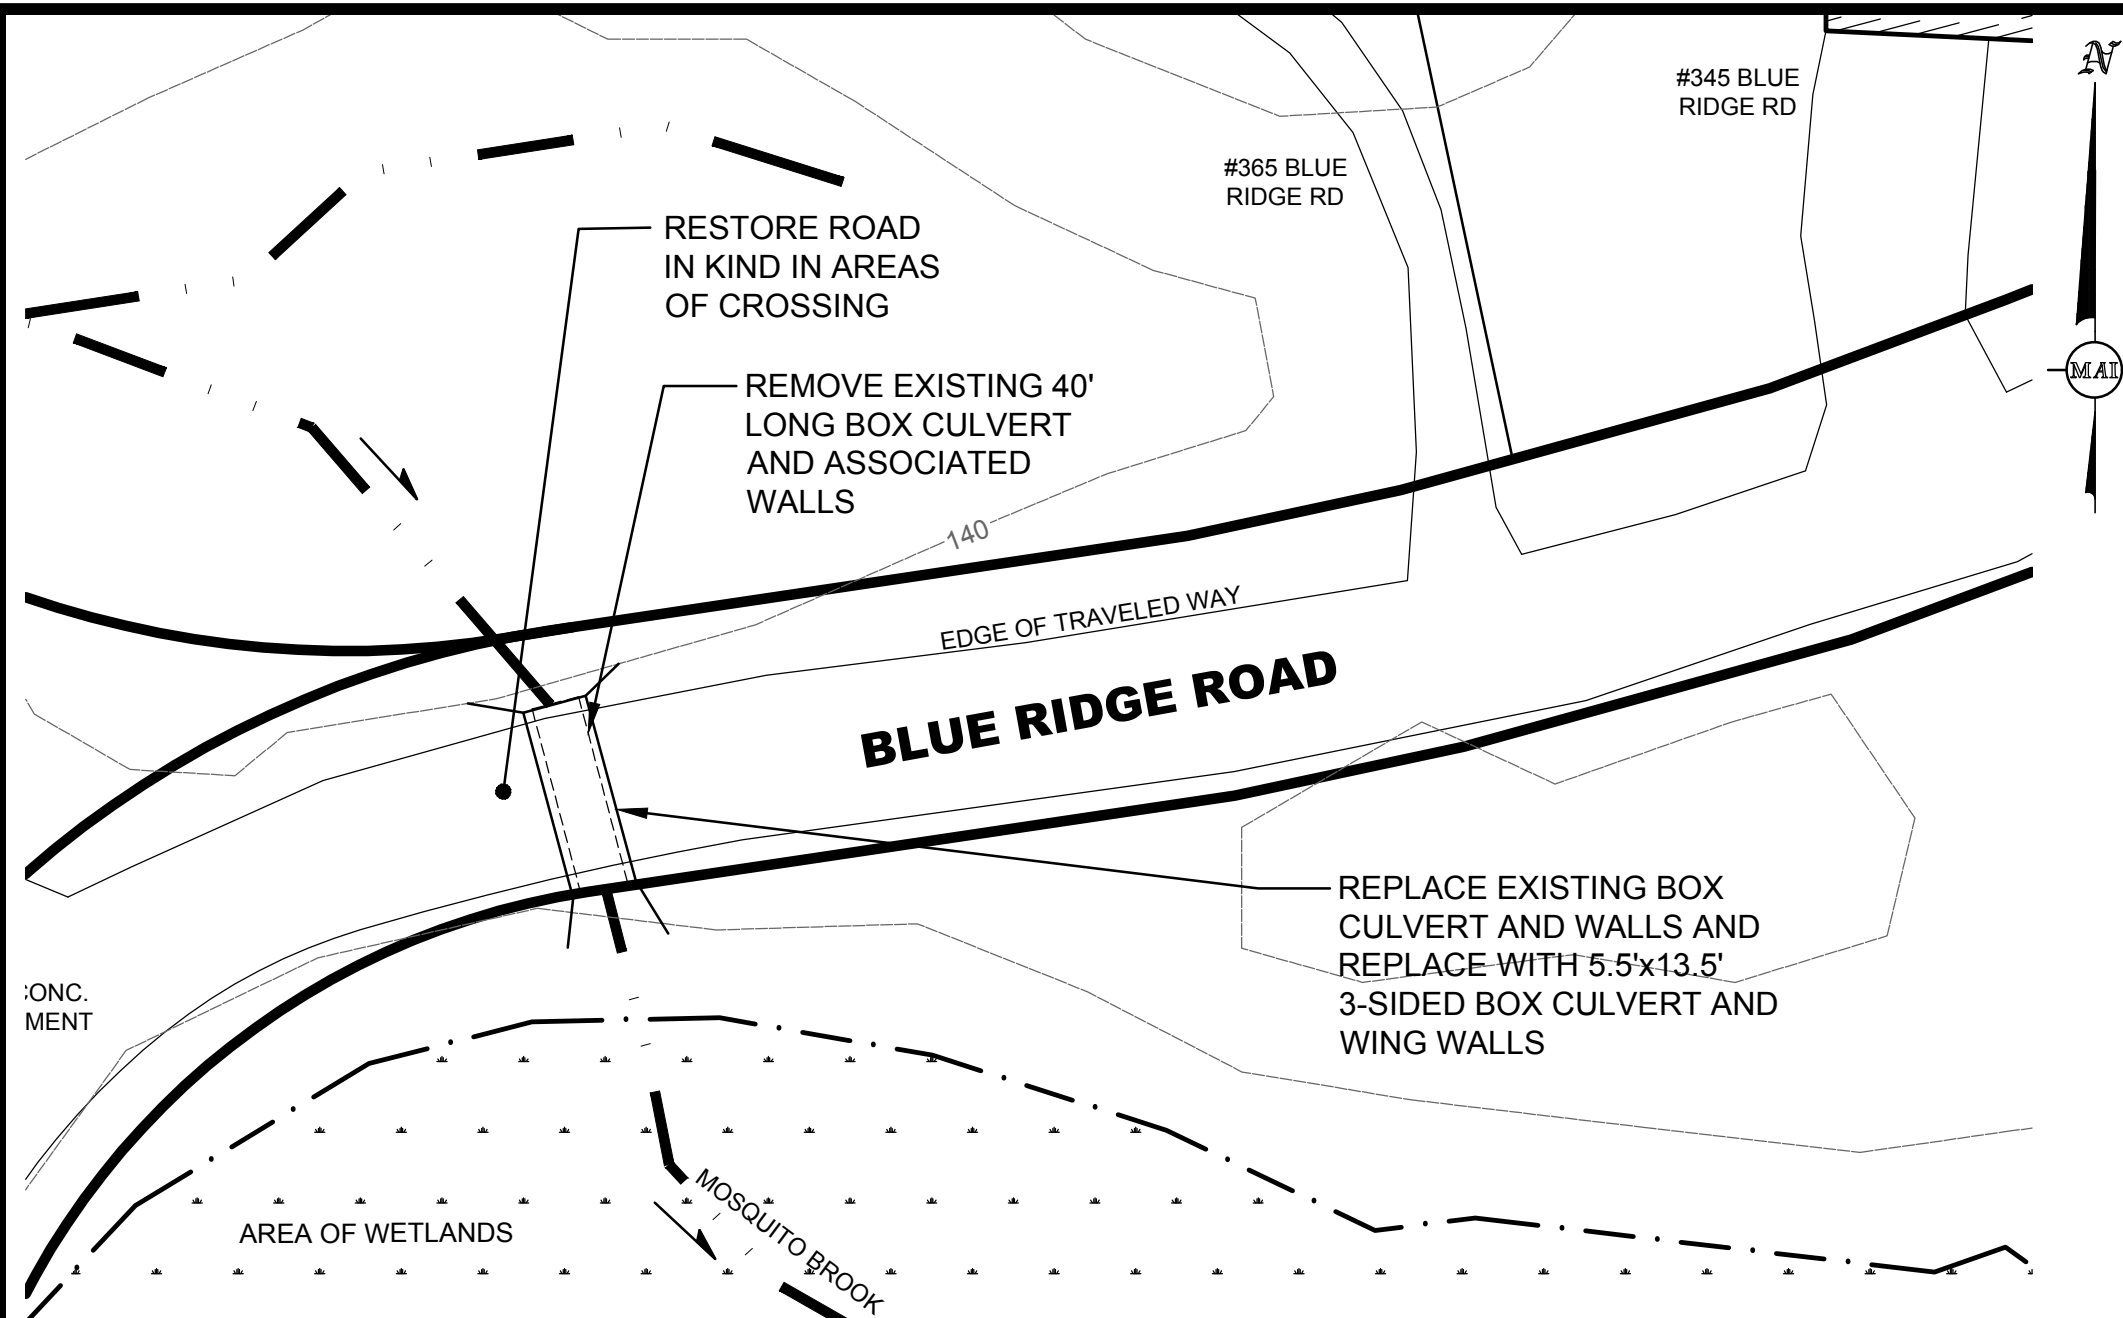 N
#345 BLUE
RIDGE RD
#365 BLUE
RIDGE RD
RESTORE ROAD
IN KIND IN AREAS
OF CROSSING
MAI
REMOVE EXISTING 40'
LONG BOX CULVERT
AND ASSOCIATED
WALLS
140
EDGE OF TRAVELED WAY
BLUE RIDGE ROAD
REPLACE EXISTING BOX
CULVERT AND WALLS AND
REPLACE WITH 5.5'x13.5'
3-SIDED BOX CULVERT AND
WING WALLS
ONC.
MENT
AREA OF WETLANDS
MOSQUITO BROOK